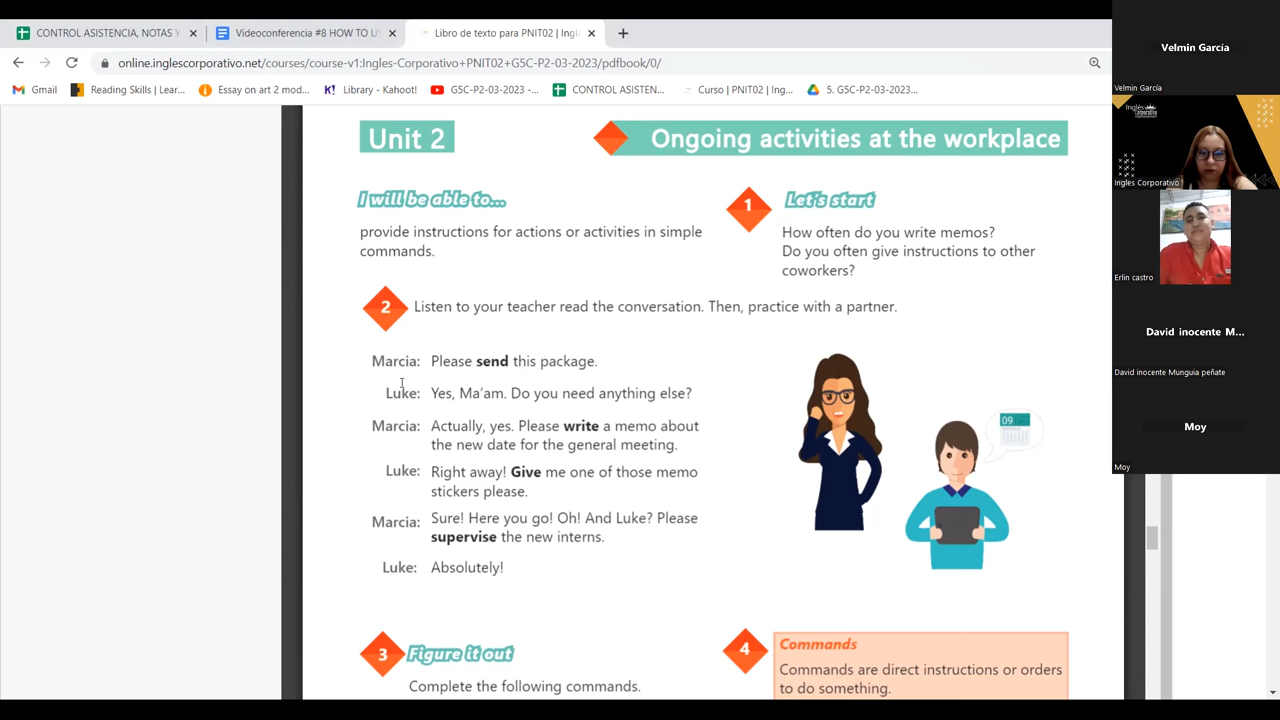 CONTROL ASISTENCIA, NOTAS Y
Videoconferencia #8 HOW TO US
Libro de texto para PNIT02 | Ingl
online.inglescorporativo.net/courses/course-v1:Ingles-Corporativo+PNIT02+G5C-P2-03-2023/pdfbook/0/
Gmail
Reading Skills | Lear...
Essay on art 2 mod...
K!
Library - Kahoot!
G5C-P2-03-2023 -...
CONTROL ASISTEN...
Curso | PNIT02 | Ing...
5. G5C-P2-03-2023...
Unit 2
Ongoing activities at the workplace
I will be able to...
provide instructions for actions or activities in simple
commands.
1
Let's start
How often do you write memos?
Do you often give instructions to other
coworkers?
2
Listen to your teacher read the conversation. Then, practice with a partner.
Marcia: Please send this package.
Luke: Yes, Ma'am. Do you need anything else?
Marcia: Actually, yes. Please write a memo about
the new date for the general meeting.
Luke: Right away! Give me one of those memo
stickers please.
Marcia: Sure! Here you go! Oh! And Luke? Please
supervise the new interns.
Luke: Absolutely!
09
3
Figure it out
Complete the following commands.
4
Commands
Commands are direct instructions or orders
to do something.
Velmin García
Velmin García
Inglés
Corporativo
Ingles Corporativo
Erlin castro
David inocente M...
David inocente Munguia peñate
Moy
Moy